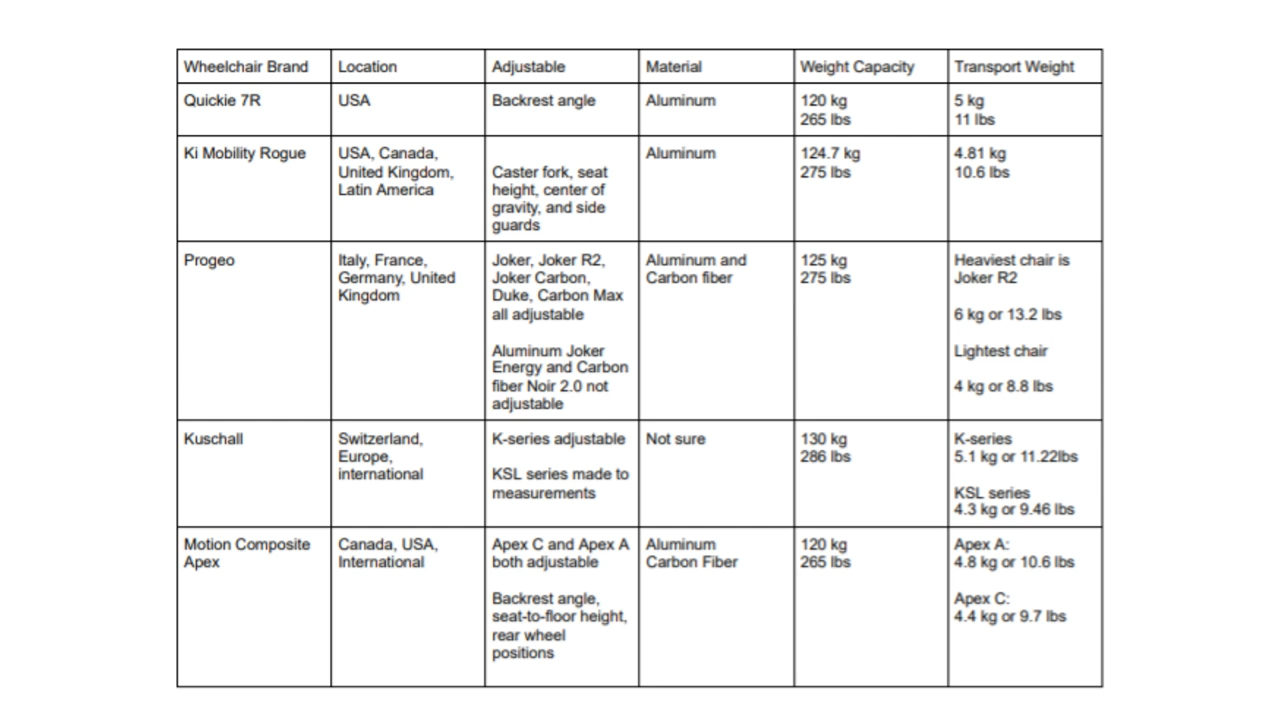 Wheelchair Brand
Location
Adjustable
Material
Weight Capacity
Transport Weight
Quickie 7R
USA
Backrest angle
Aluminum
120 kg
265 lbs
5 kg
11 lbs
Ki Mobility Rogue
USA, Canada,
United Kingdom,
Latin America
Caster fork, seat
height, center of
gravity, and side
guards
Aluminum
124.7 kg
275 lbs
4.81 kg
10.6 lbs
Progeo
Italy, France,
Germany, United
Kingdom
Joker, Joker R2,
Joker Carbon,
Duke, Carbon Max
all adjustable
Aluminum Joker
Energy and Carbon
fiber Noir 2.0 not
adjustable
Aluminum and
Carbon fiber
125 kg
275 lbs
Heaviest chair is
Joker R2
6 kg or 13.2 lbs
Lightest chair
4 kg or 8.8 lbs
Kuschall
Switzerland,
Europe,
international
K-series adjustable
KSL series made to
measurements
Not sure
130 kg
286 lbs
K-series
5.1 kg or 11.22lbs
KSL series
4.3 kg or 9.46 lbs
Motion Composite
Apex
Canada, USA,
International
Apex C and Apex A
both adjustable
Backrest angle,
seat-to-floor height,
rear wheel
positions
Aluminum
Carbon Fiber
120 kg
265 lbs
Apex A:
4.8 kg or 10.6 lbs
Apex C:
4.4 kg or 9.7 lbs